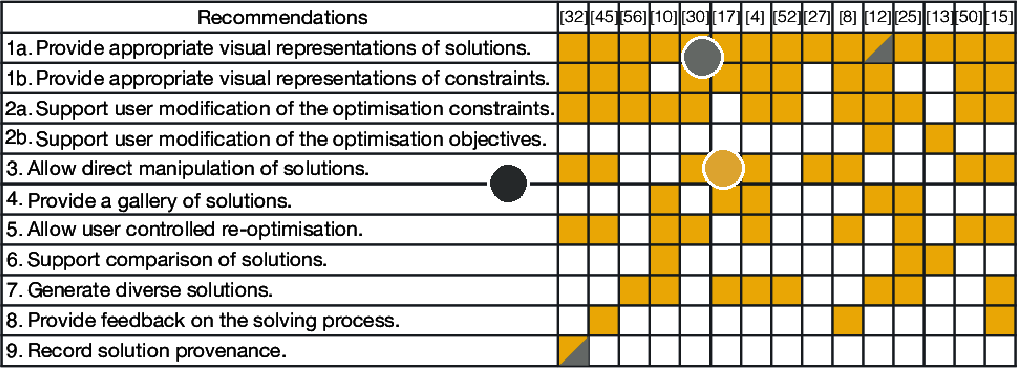 Recommendations [32] [45] [56] [10] [30] [17] [4] [52] [27] [8] [12] [25] [13] [50] [15]
1a. Provide appropriate visual representations of solutions.
1b. Provide appropriate visual representations of constraints.
2a. Support user modification of the optimisation constraints.
2b. Support user modification of the optimisation objectives.
3. Allow direct manipulation of solutions.
4. Provide a gallery of solutions.
5. Allow user controlled re-optimisation.
6. Support comparison of solutions.
7. Generate diverse solutions.
8. Provide feedback on the solving process.
9. Record solution provenance.